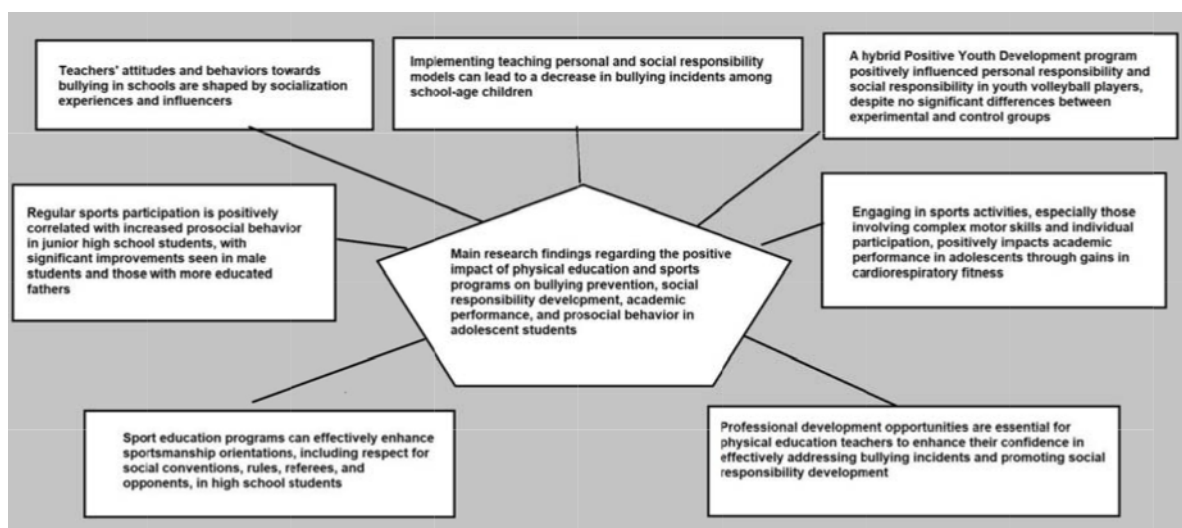 Teachers' attitudes and behaviors towards
bullying in schools are shaped by socialization
experiences and influencers
Implementing teaching personal and social responsibility
models can lead to a decrease in bullying incidents among
school-age children
A hybrid Positive Youth Development program
positively influenced personal responsibility and
social responsibility in youth volleyball players,
despite no significant differences between
experimental and control groups
Regular sports participation is positively
correlated with increased prosocial behavior
in junior high school students, with
significant improvements seen in male
students and those with more educated
fathers
Main research findings regarding the positive
impact of physical education and sports
programs on bullying prevention, social
responsibility development, academic
performance, and prosocial behavior in
adolescent students
Engaging in sports activities, especially those
involving complex motor skills and individual
participation, positively impacts academic
performance in adolescents through gains in
cardiorespiratory fitness
Sport education programs can effectively enhance
sportsmanship orientations, including respect for
social conventions, rules, referees, and
opponents, in high school students
Professional development opportunities are essential for
physical education teachers to enhance their confidence in
effectively addressing bullying incidents and promoting social
responsibility development